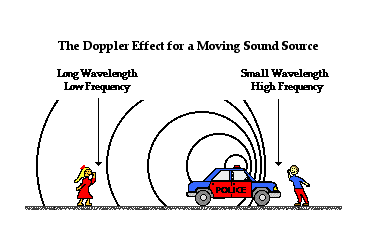 The Doppler Effect for a Moving Sound Source
Long Wavelength
Low Frequency
Small Wavelength
High Frequency
POLICE